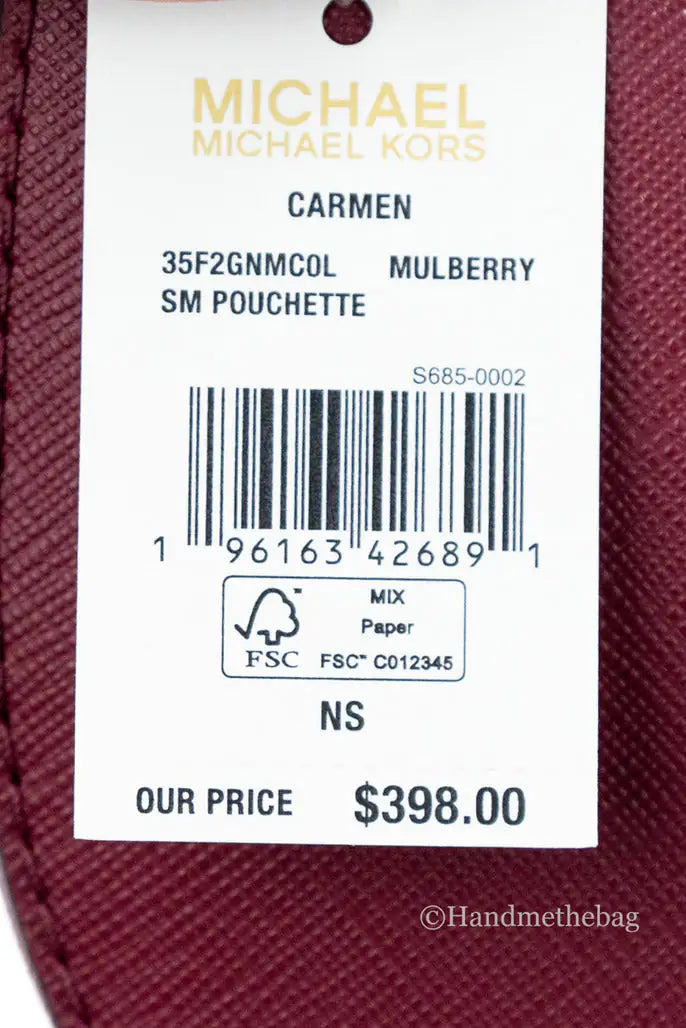 MICHAEL
MICHAEL KORS
CARMEN
35F2GNMC0L MULBERRY
SM POUCHETTE
S685-0002
1 96163 42689 1
MIX
Paper
FSC FSC™ C012345
NS
OUR PRICE $398.00
©Handmethebag